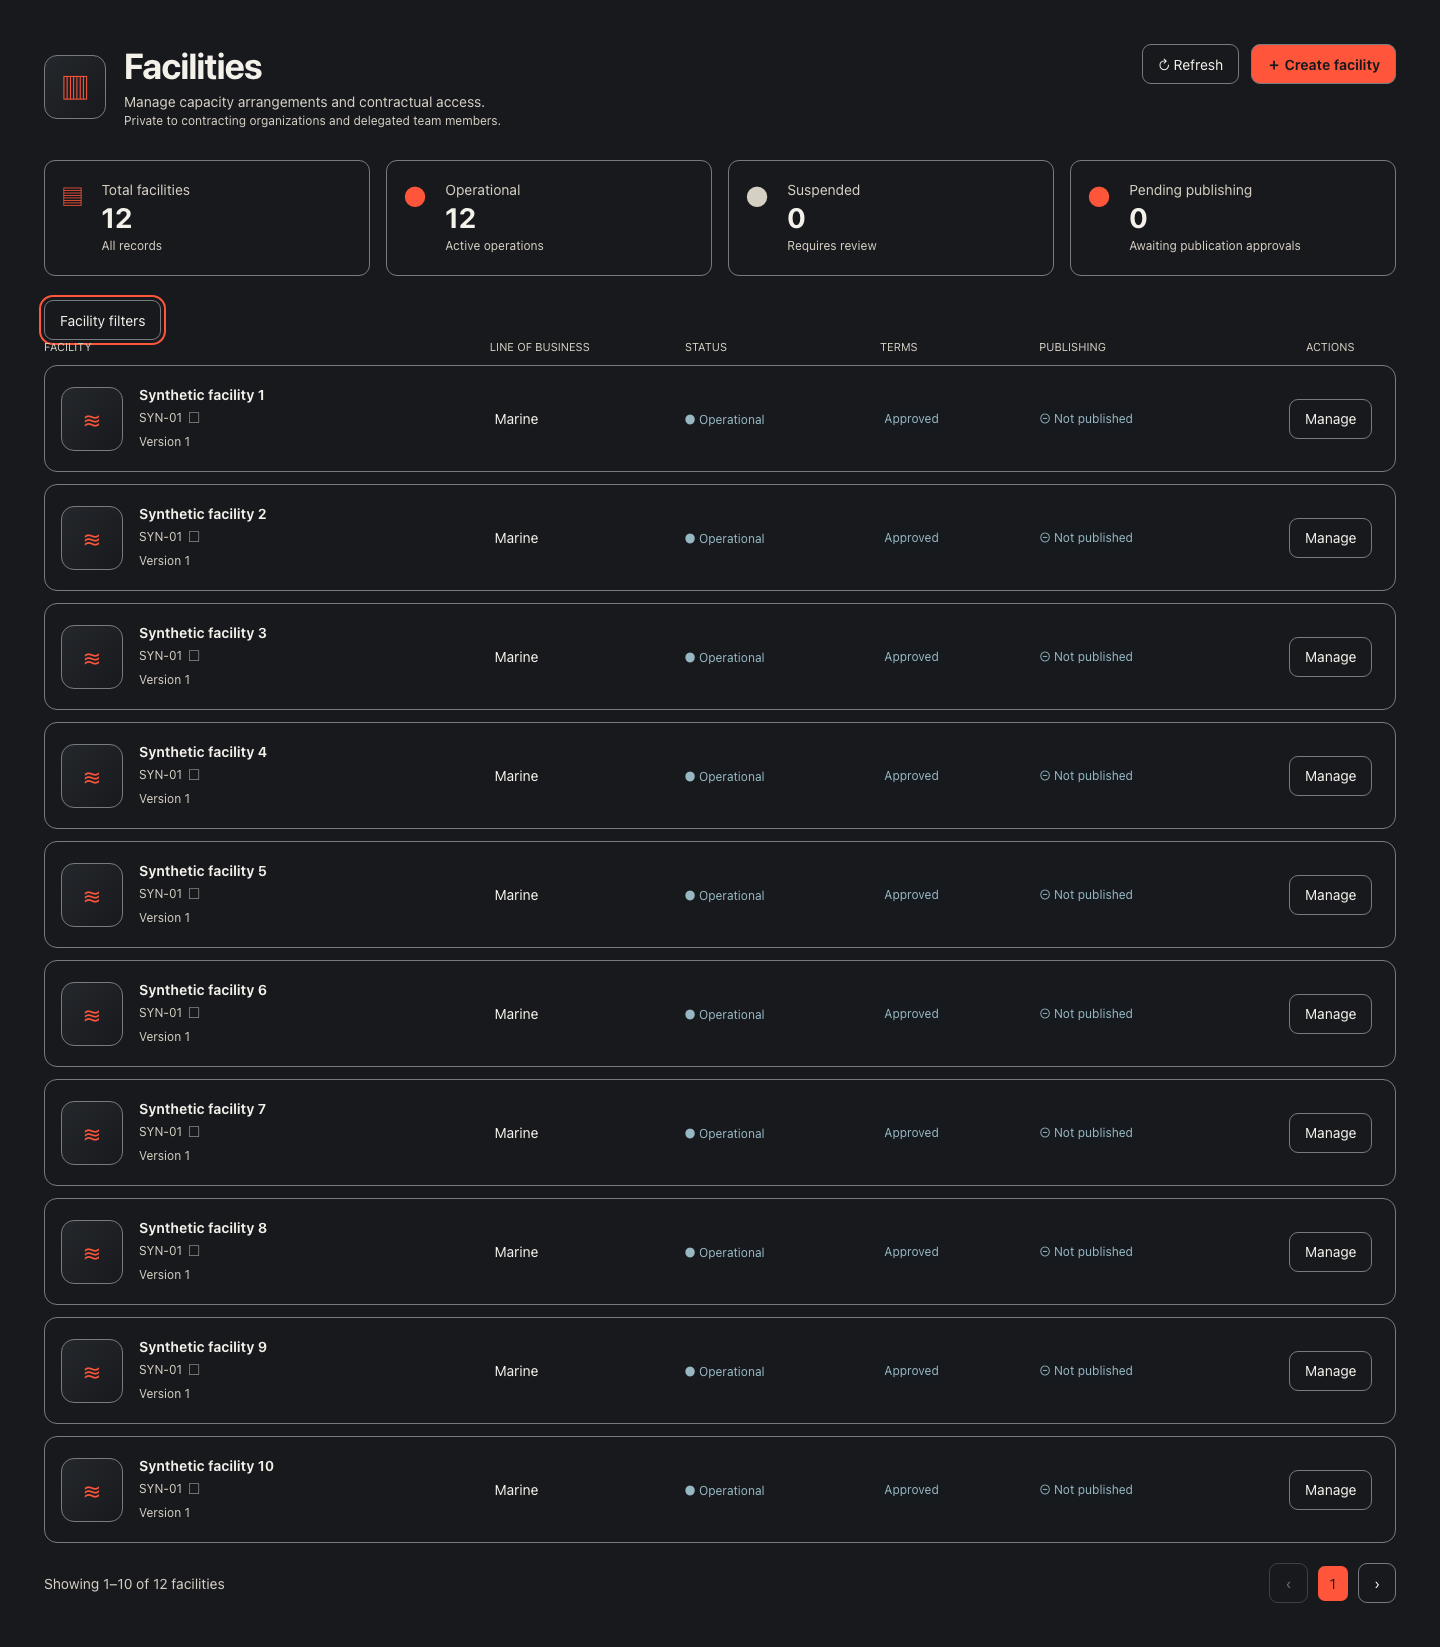 Facilities
Manage capacity arrangements and contractual access.
Private to contracting organizations and delegated team members.
↻ Refresh
+ Create facility
Total facilities
12
All records
Operational
12
Active operations
Suspended
0
Requires review
Pending publishing
0
Awaiting publication approvals
Facility filters
FACILITY LINE OF BUSINESS STATUS TERMS PUBLISHING ACTIONS
Synthetic facility 1
SYN-01
Version 1
Marine
Operational
Approved
Not published
Manage
Synthetic facility 2
SYN-01
Version 1
Marine
Operational
Approved
Not published
Manage
Synthetic facility 3
SYN-01
Version 1
Marine
Operational
Approved
Not published
Manage
Synthetic facility 4
SYN-01
Version 1
Marine
Operational
Approved
Not published
Manage
Synthetic facility 5
SYN-01
Version 1
Marine
Operational
Approved
Not published
Manage
Synthetic facility 6
SYN-01
Version 1
Marine
Operational
Approved
Not published
Manage
Synthetic facility 7
SYN-01
Version 1
Marine
Operational
Approved
Not published
Manage
Synthetic facility 8
SYN-01
Version 1
Marine
Operational
Approved
Not published
Manage
Synthetic facility 9
SYN-01
Version 1
Marine
Operational
Approved
Not published
Manage
Synthetic facility 10
SYN-01
Version 1
Marine
Operational
Approved
Not published
Manage
Showing 1–10 of 12 facilities
‹ 1 ›